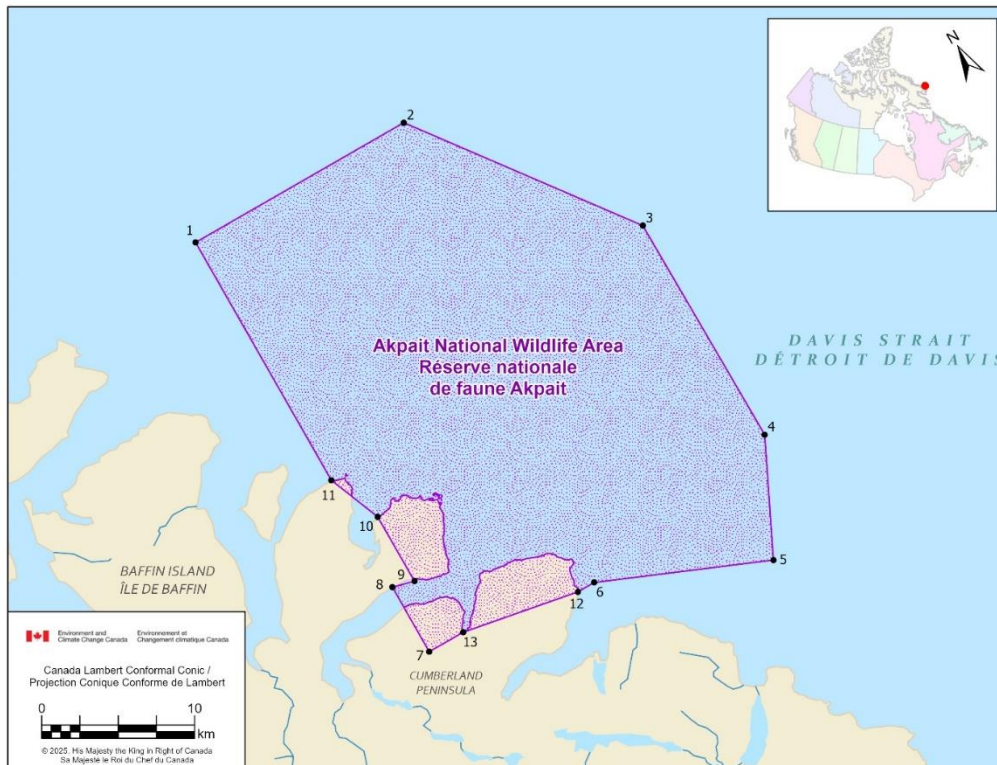 N
2
1
3
Akpait National Wildlife Area
Réserve nationale
de faune Akpait
DAVIS STRAIT
DÉTROIT DE DAVIS
4
11
10
5
BAFFIN ISLAND
ÎLE DE BAFFIN
8
9
6
12
13
7
CUMBERLAND
PENINSULA
Environment and
Climate Change Canada
Environnement et
Changement climatique Canada
Canada Lambert Conformal Conic /
Projection Conique Conforme de Lambert
0
10
km
© 2025. His Majesty the King in Right of Canada
Sa Majesté le Roi du Chef du Canada